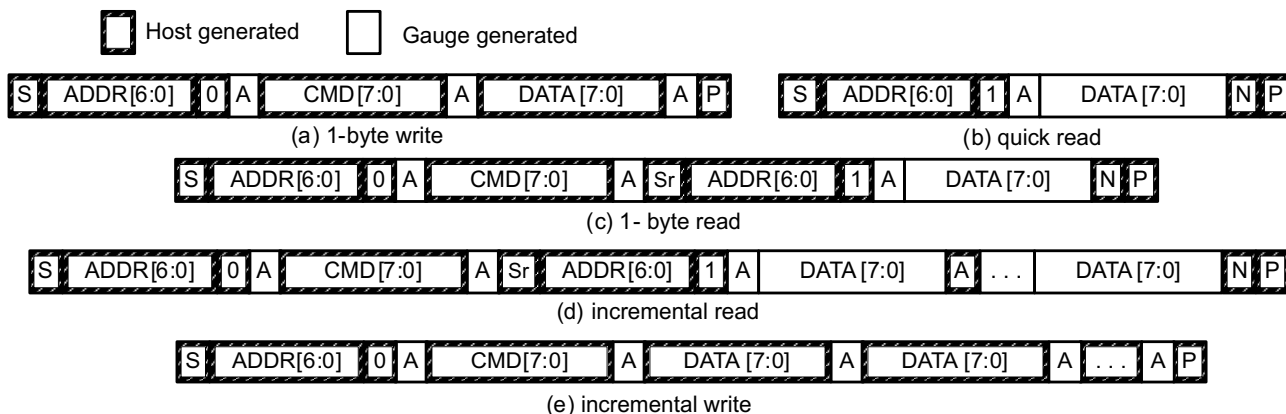 Host generated Gauge generated
S ADDR[6:0] 0 A CMD[7:0] A DATA [7:0] A P
S ADDR[6:0] 1 A DATA [7:0] N P
(a) 1-byte write (b) quick read
S ADDR[6:0] 0 A CMD[7:0] A Sr ADDR[6:0] 1 A DATA [7:0] N P
(c) 1- byte read
S ADDR[6:0] 0 A CMD[7:0] A Sr ADDR[6:0] 1 A DATA [7:0] A . . . DATA [7:0] N P
(d) incremental read
S ADDR[6:0] 0 A CMD[7:0] A DATA [7:0] A DATA [7:0] A . . . A P
(e) incremental write